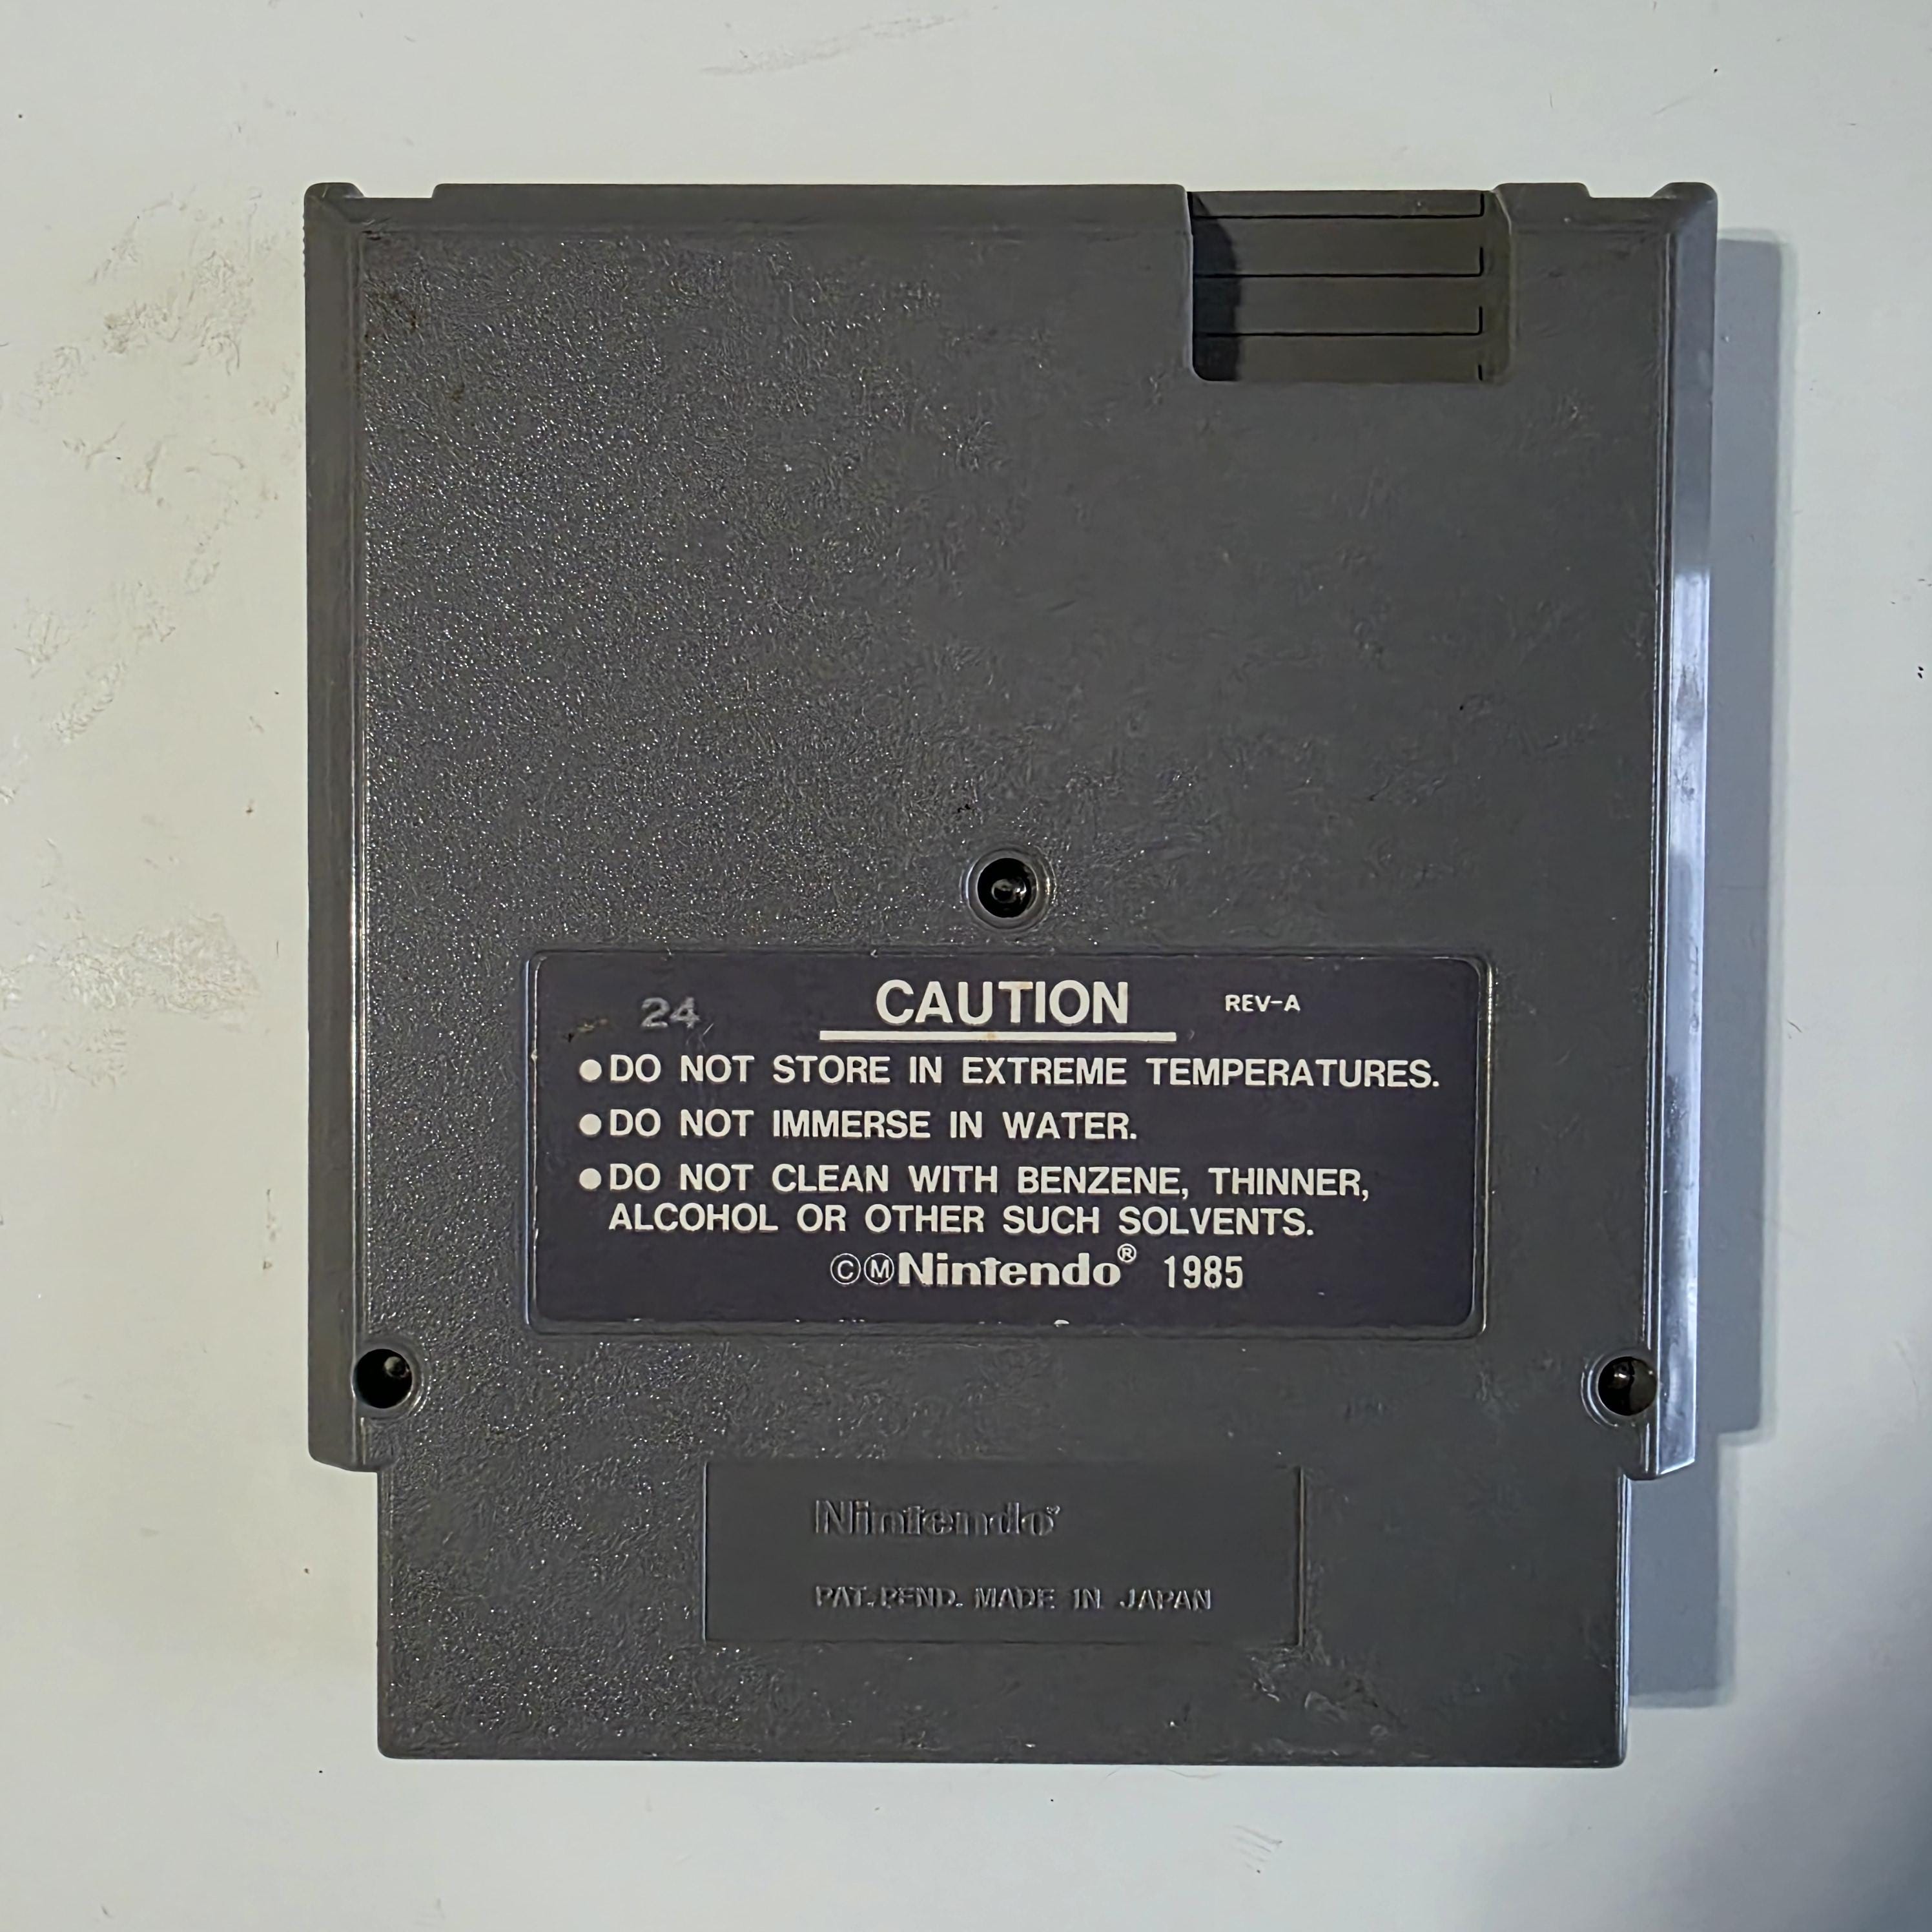 24 CAUTION REV-A
●DO NOT STORE IN EXTREME TEMPERATURES.
●DO NOT IMMERSE IN WATER.
●DO NOT CLEAN WITH BENZENE, THINNER,
ALCOHOL OR OTHER SUCH SOLVENTS.
©ⓂNintendo® 1985
Nintendo®
PAT. PEND. MADE IN JAPAN